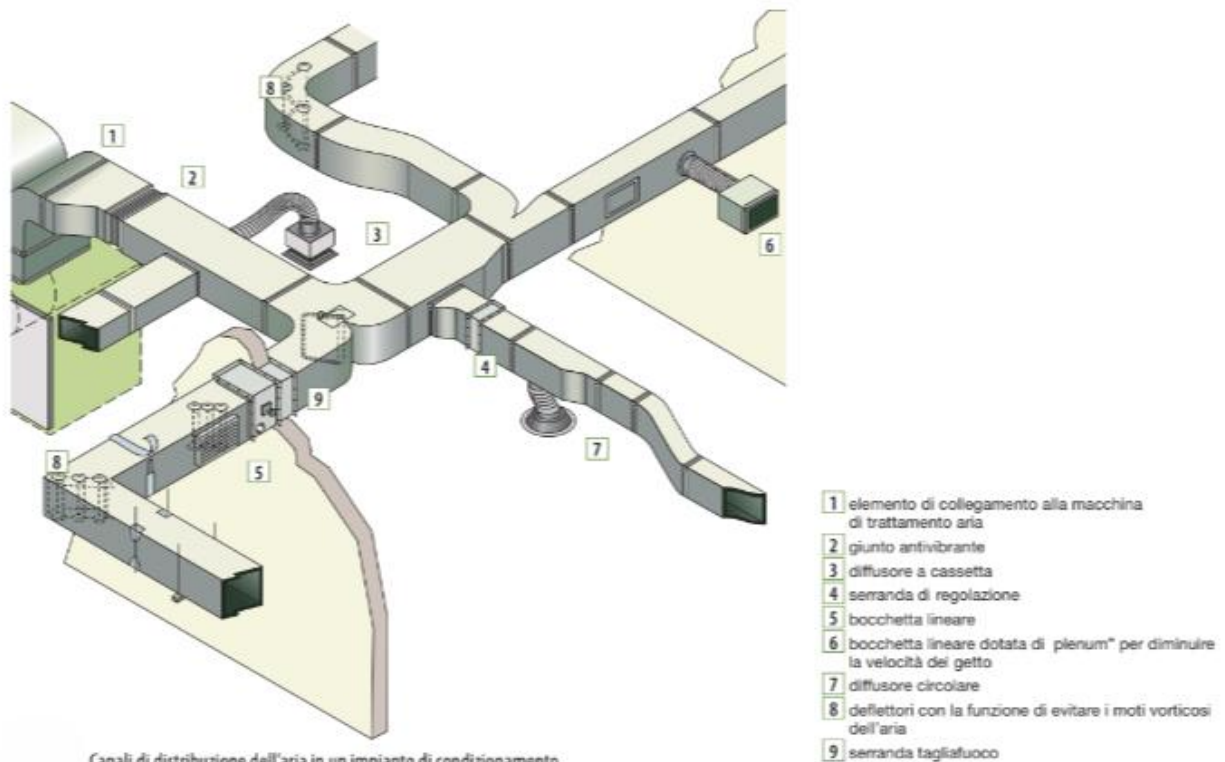 8
1
2
3
6
4
9
7
8
5
1 elemento di collegamento alla macchina
di trattamento aria
2 giunto antivibrante
3 diffusore a cassetta
4 serranda di regolazione
5 bocchetta lineare
6 bocchetta lineare dotata di plenum" per diminuire
la velocità del getto
7 diffusore circolare
8 deflettori con la funzione di evitare i moti vorticosi
dell'aria
9 serranda tagliafuoco
Canali di distribuzione dell'aria in un impianto di condizionamento